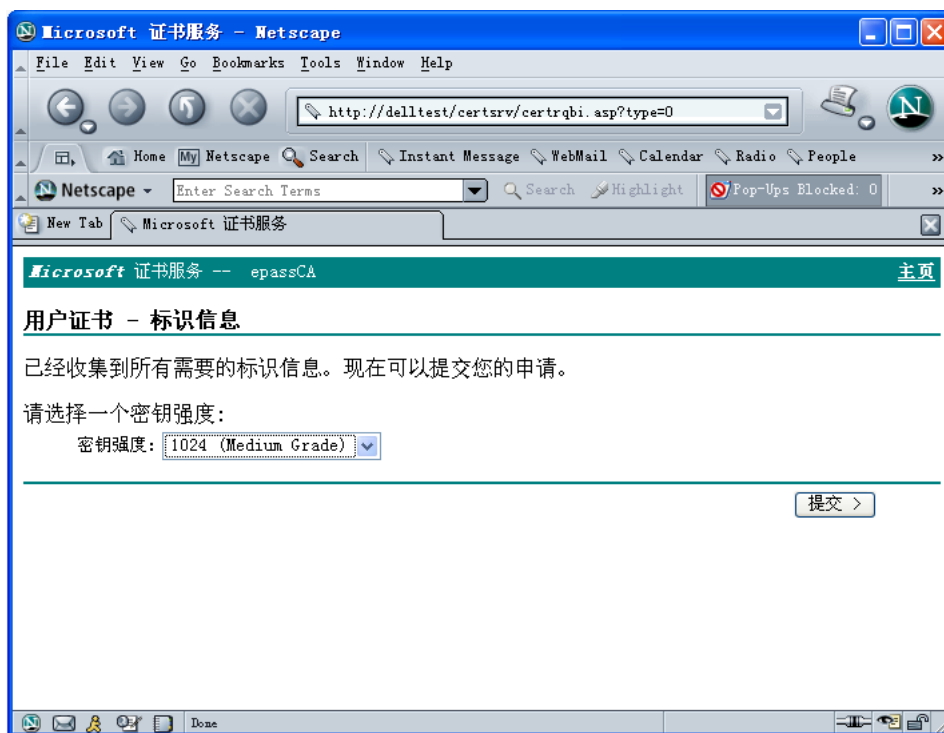 Microsoft 证书服务 - Netscape
File Edit View Go Bookmarks Tools Window Help
http://delltest/certsrv/certrqbi.asp?type=0
Home My Netscape Search Instant Message WebMail Calendar Radio People »
Netscape Enter Search Terms Search Highlight Pop-Ups Blocked: 0 »
New Tab Microsoft 证书服务
Microsoft 证书服务 -- epassCA 主页
用户证书 - 标识信息
已经收集到所有需要的标识信息。现在可以提交您的申请。
请选择一个密钥强度:
密钥强度: 1024 (Medium Grade)
提交 >
Done